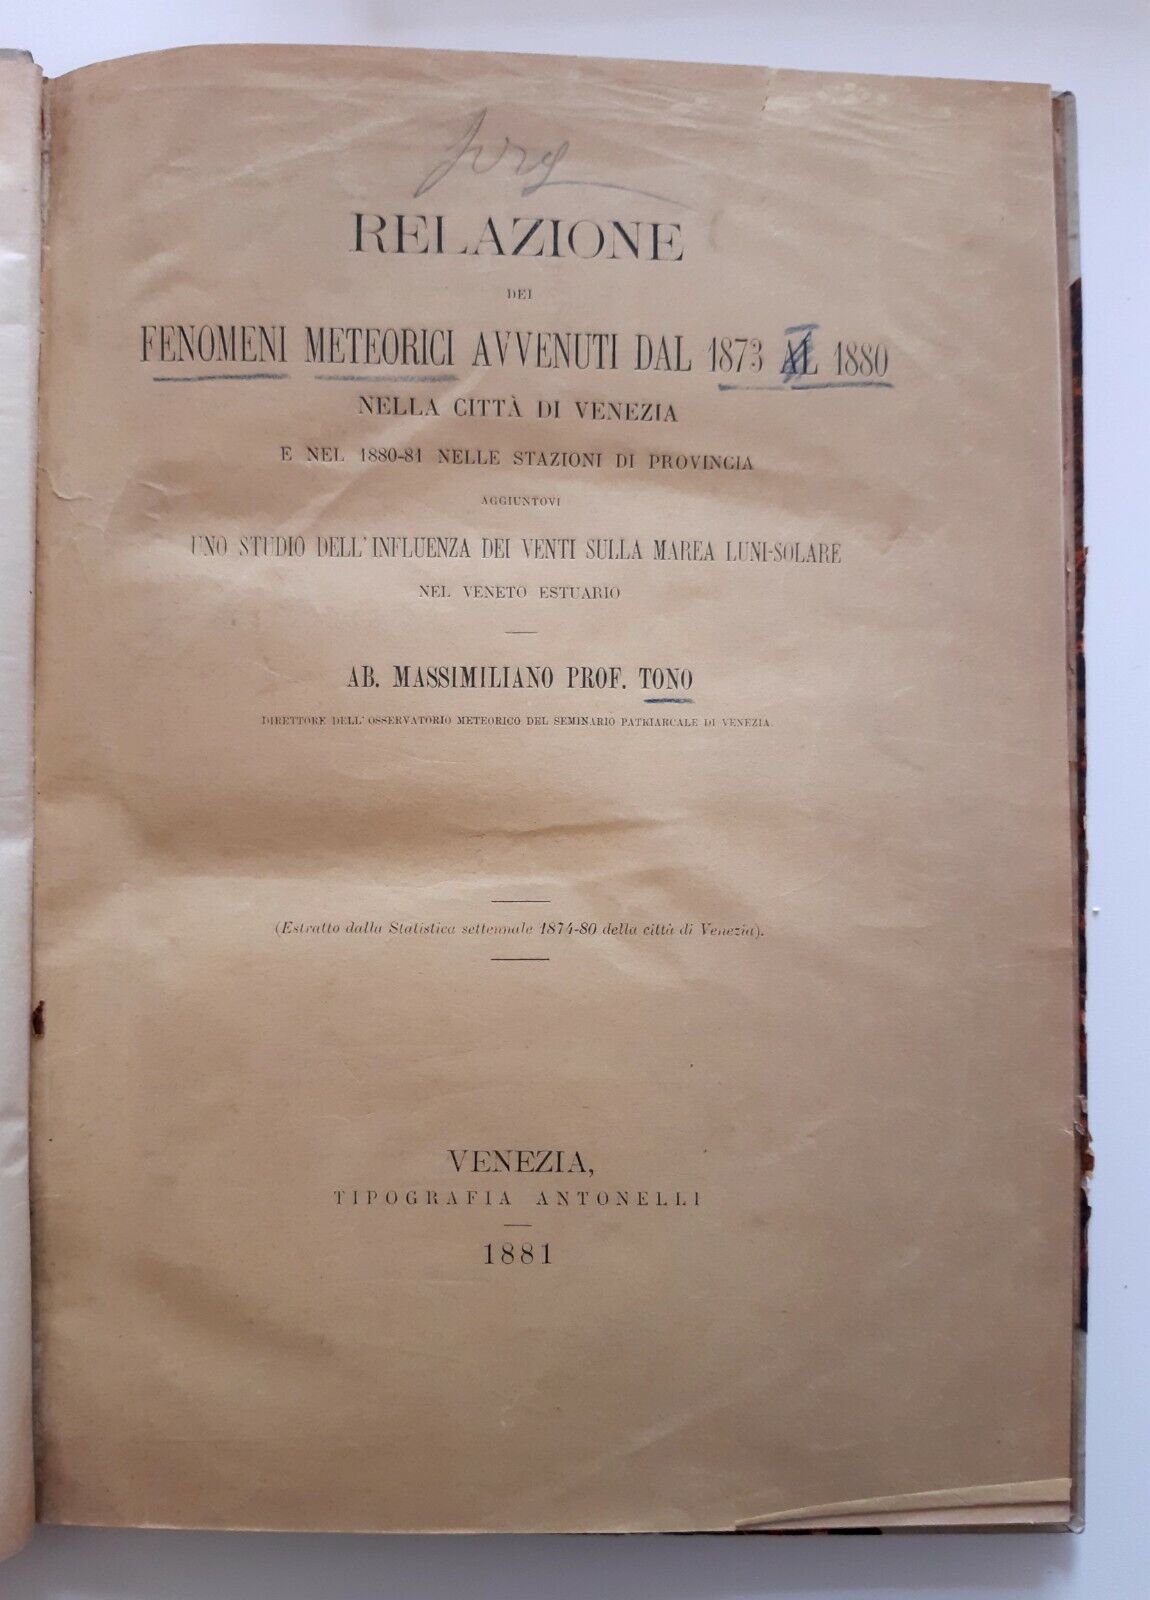 RELAZIONE
DEI
FENOMENI METEORICI AVVENUTI DAL 1873 AL 1880
NELLA CITTÀ DI VENEZIA
E NEL 1880-81 NELLE STAZIONI DI PROVINCIA
AGGIUNTOVI
UNO STUDIO DELL'INFLUENZA DEI VENTI SULLA MAREA LUNI-SOLARE
NEL VENETO ESTUARIO
AB. MASSIMILIANO PROF. TONO
DIRETTORE DELL'OSSERVATORIO METEORICO DEL SEMINARIO PATRIARCALE DI VENEZIA
(Estratto dalla Statistica settennale 1874-80 della città di Venezia).
VENEZIA,
TIPOGRAFIA ANTONELLI
1881